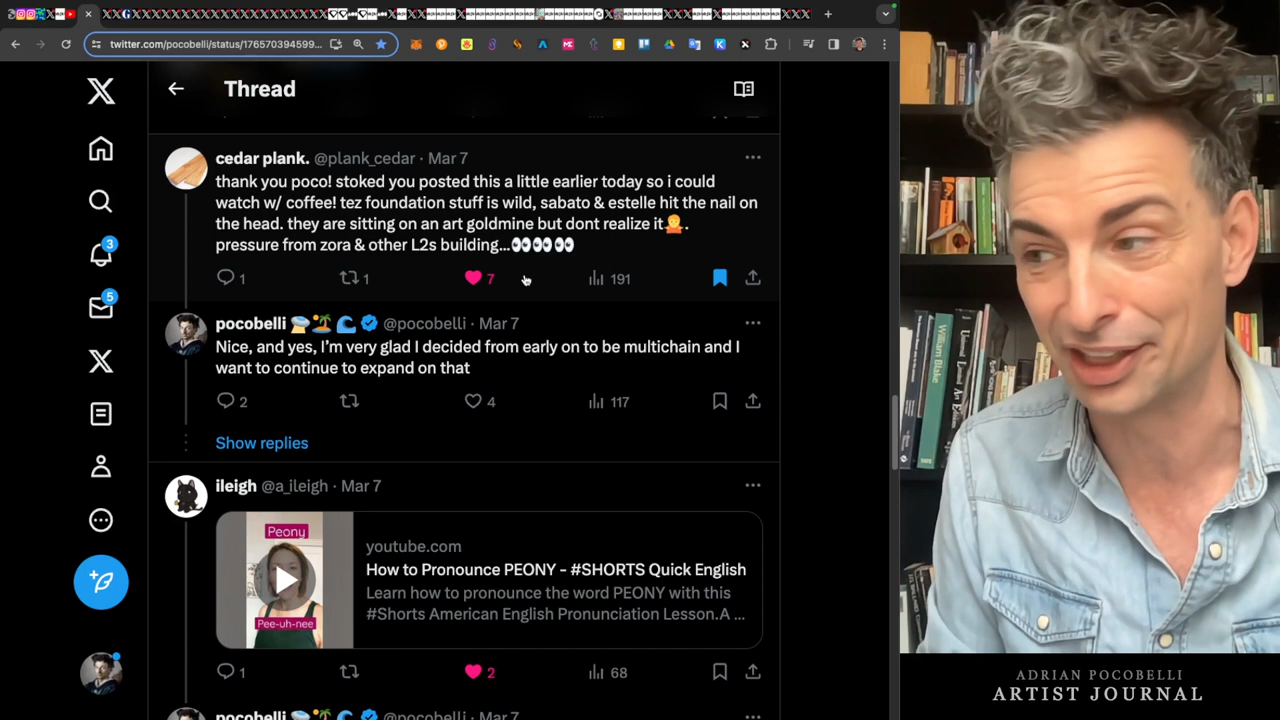 twitter.com/pocobelli/status/176570394599...
Thread
cedar plank. @plank_cedar · Mar 7
thank you poco! stoked you posted this a little earlier today so i could
watch w/ coffee! tez foundation stuff is wild, sabato & estelle hit the nail on
the head. they are sitting on an art goldmine but dont realize it🤷.
pressure from zora & other L2s building...👀👀👀
1 1 7 191
3
5
pocobelli @pocobelli · Mar 7
Nice, and yes, I'm very glad I decided from early on to be multichain and I
want to continue to expand on that
2 4 117
Show replies
ileigh @a_ileigh · Mar 7
Peony
Pee-uh-nee
youtube.com
How to Pronounce PEONY - #SHORTS Quick English
Learn how to pronounce the word PEONY with this
#Shorts American English Pronunciation Lesson.A ...
1 2 68
pocobelli @pocobelli · Mar 7
William Blake
ADRIAN POCOBELLI
ARTIST JOURNAL